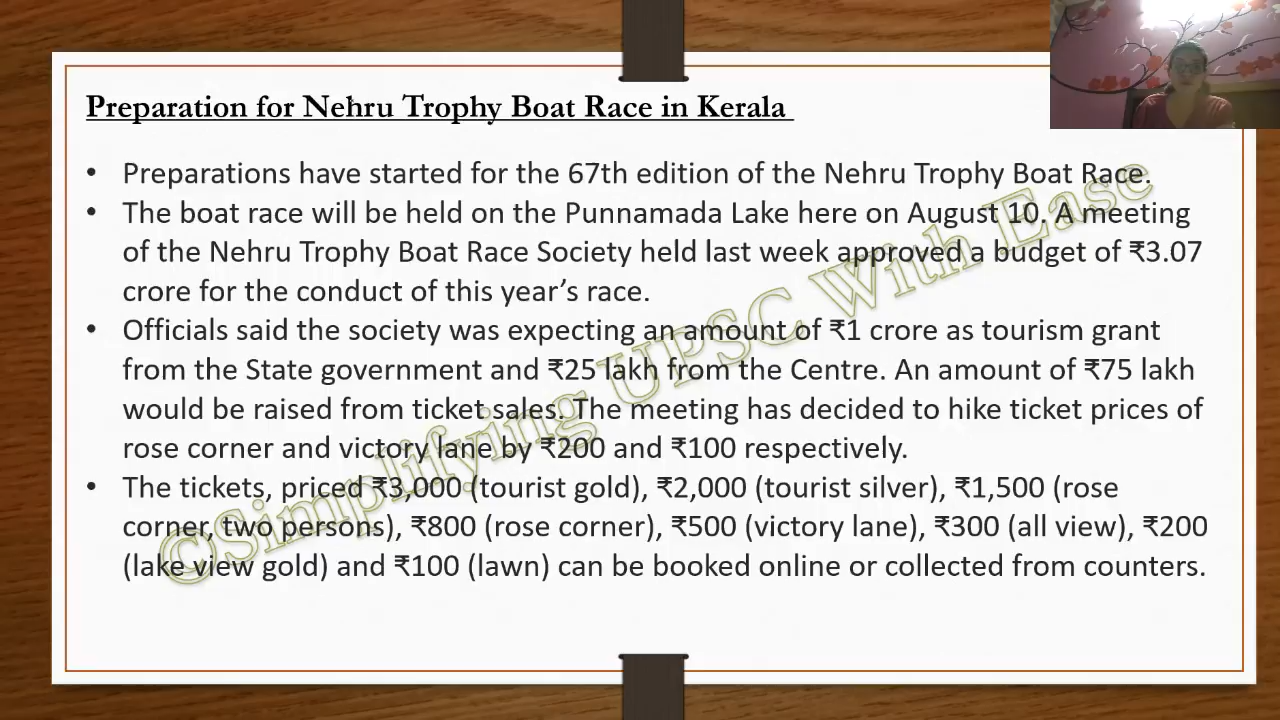 Preparation for Nehru Trophy Boat Race in Kerala
• Preparations have started for the 67th edition of the Nehru Trophy Boat Race.
• The boat race will be held on the Punnamada Lake here on August 10. A meeting
of the Nehru Trophy Boat Race Society held last week approved a budget of ₹3.07
crore for the conduct of this year’s race.
• Officials said the society was expecting an amount of ₹1 crore as tourism grant
from the State government and ₹25 lakh from the Centre. An amount of ₹75 lakh
would be raised from ticket sales. The meeting has decided to hike ticket prices of
rose corner and victory lane by ₹200 and ₹100 respectively.
• The tickets, priced ₹3,000 (tourist gold), ₹2,000 (tourist silver), ₹1,500 (rose
corner, two persons), ₹800 (rose corner), ₹500 (victory lane), ₹300 (all view), ₹200
(lake view gold) and ₹100 (lawn) can be booked online or collected from counters.
©Simplifying UPSC With Ease